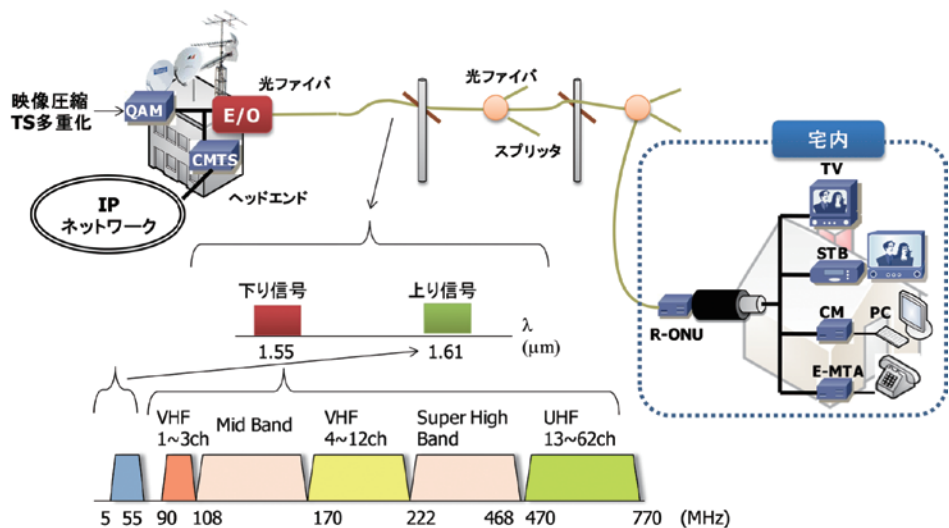 映像圧縮
TS多重化
QAM
E/O
CMTS
光ファイバ
光ファイバ
スプリッタ
ヘッドエンド
IP
ネットワーク
宅内
TV
STB
CM
PC
E-MTA
R-ONU
下り信号
上り信号
1.55
1.61
λ
(μm)
VHF
1~3ch
Mid Band
VHF
4~12ch
Super High
Band
UHF
13~62ch
5 55 90 108 170 222 468 470 770 (MHz)